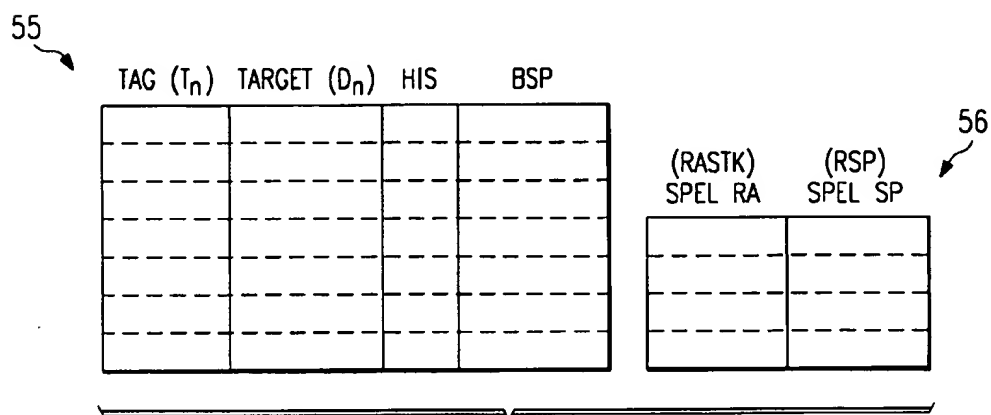 55
TAG (Tn) TARGET (Dn) HIS BSP
56
(RASTK) (RSP)
SPEL RA SPEL SP